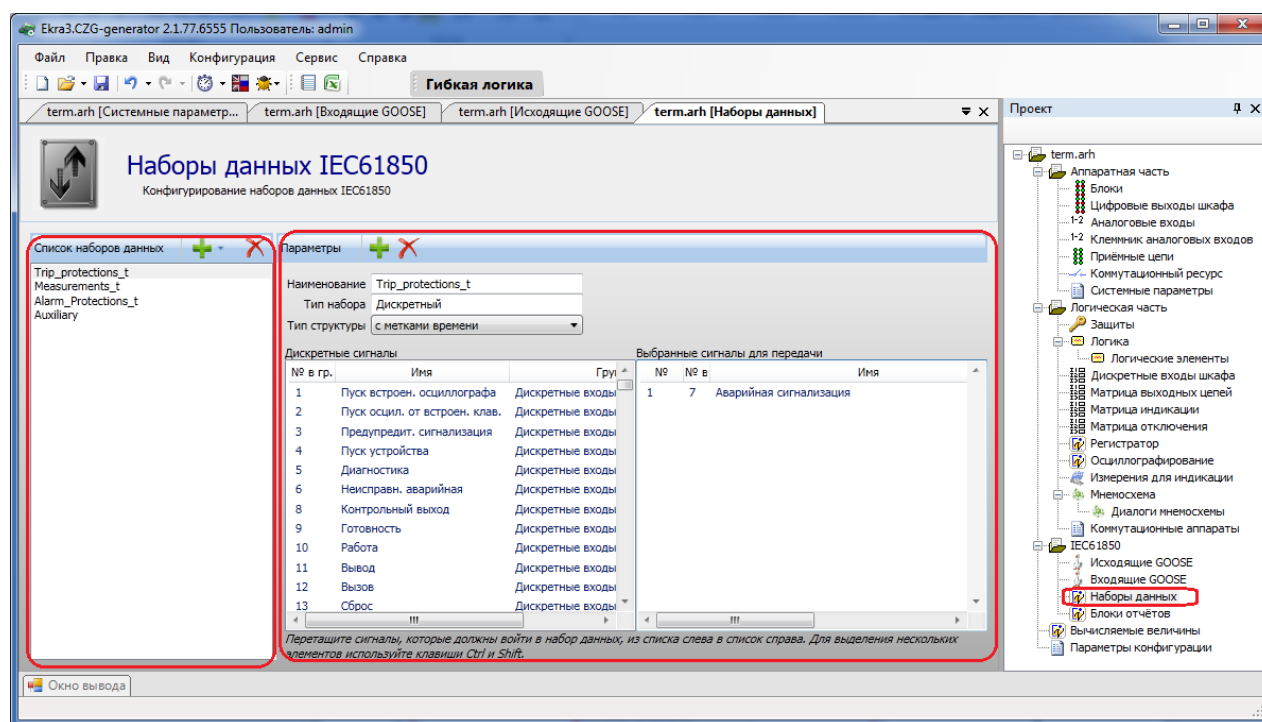 Ekra3.CZG-generator 2.1.77.6555 Пользователь: admin
Файл Правка Вид Конфигурация Сервис Справка
Гибкая логика
term.arh [Системные параметр... term.arh [Входящие GOOSE] term.arh [Исходящие GOOSE] term.arh [Наборы данных]
Наборы данных IEC61850
Конфигурирование наборов данных IEC61850
Список наборов данных
Trip_protections_t
Measurements_t
Alarm_Protections_t
Auxiliary
Параметры
Наименование Trip_protections_t
Тип набора Дискретный
Тип структуры с метками времени
Дискретные сигналы
№ в гр. Имя Груп
1 Пуск встроен. осциллографа Дискретные входы
2 Пуск осцил. от встроен. клав. Дискретные входы
3 Предупредит. сигнализация Дискретные входы
4 Пуск устройства Дискретные входы
5 Диагностика Дискретные входы
6 Неисправн. аварийная Дискретные входы
8 Контрольный выход Дискретные входы
9 Готовность Дискретные входы
10 Работа Дискретные входы
11 Вывод Дискретные входы
12 Вызов Дискретные входы
13 Сброс Дискретные входы
Выбранные сигналы для передачи
№ № в Имя
1 7 Аварийная сигнализация
Перетащите сигналы, которые должны войти в набор данных, из списка слева в список справа. Для выделения нескольких
элементов используйте клавиши Ctrl и Shift.
Окно вывода
Проект
term.arh
Аппаратная часть
Блоки
Цифровые выходы шкафа
1-2 Аналоговые входы
1-2 Клеммник аналоговых входов
Приёмные цепи
Коммутационный ресурс
Системные параметры
Логическая часть
Защиты
Логика
Логические элементы
Дискретные входы шкафа
Матрица выходных цепей
Матрица индикации
Матрица отключения
Регистратор
Осциллографирование
Измерения для индикации
Мнемосхема
Диалоги мнемосхемы
Коммутационные аппараты
IEC61850
Исходящие GOOSE
Входящие GOOSE
Наборы данных
Блоки отчётов
Вычисляемые величины
Параметры конфигурации